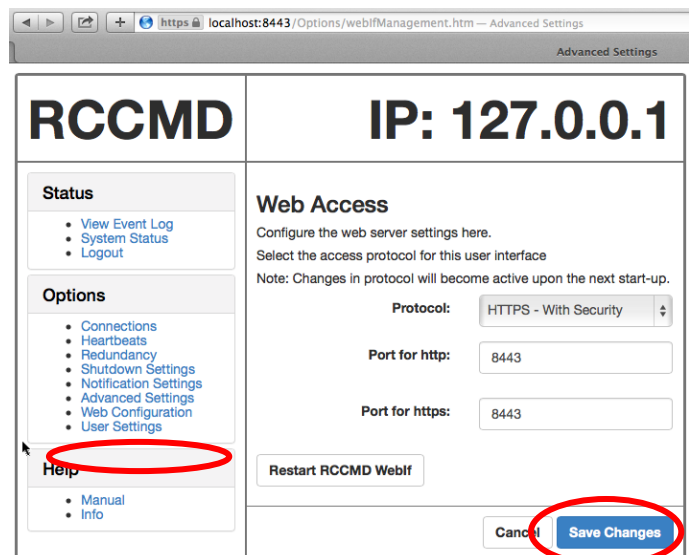 https localhost:8443/Options/webIfManagement.htm — Advanced Settings
Advanced Settings
RCCMD
IP: 127.0.0.1
Status
View Event Log
System Status
Logout
Options
Connections
Heartbeats
Redundancy
Shutdown Settings
Notification Settings
Advanced Settings
Web Configuration
User Settings
Help
Manual
Info
Web Access
Configure the web server settings here.
Select the access protocol for this user interface
Note: Changes in protocol will become active upon the next start-up.
Protocol: HTTPS - With Security
Port for http: 8443
Port for https: 8443
Restart RCCMD WebIf
Cancel Save Changes